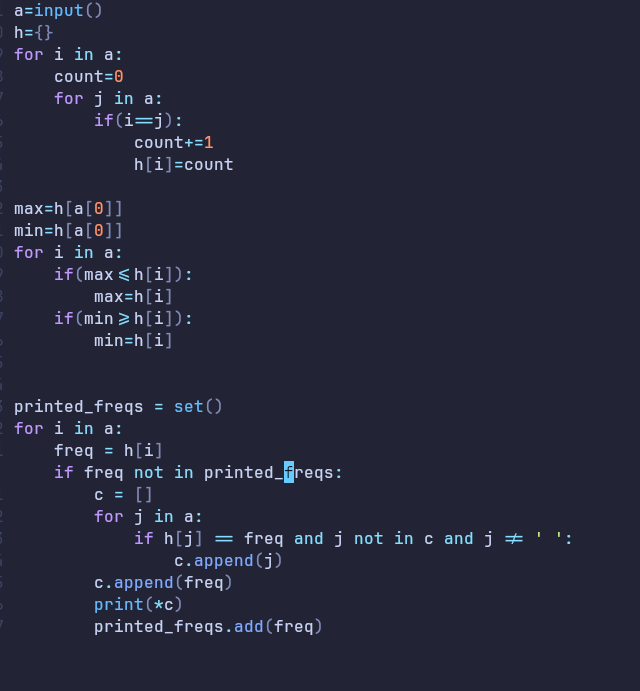 a=input()
h={}
for i in a:
    count=0
    for j in a:
        if(i==j):
            count+=1
            h[i]=count

max=h[a[0]]
min=h[a[0]]
for i in a:
    if(max<=h[i]):
        max=h[i]
    if(min>=h[i]):
        min=h[i]


printed_freqs = set()
for i in a:
    freq = h[i]
    if freq not in printed_freqs:
        c = []
        for j in a:
            if h[j] == freq and j not in c and j != ' ':
                c.append(j)
        c.append(freq)
        print(*c)
        printed_freqs.add(freq)